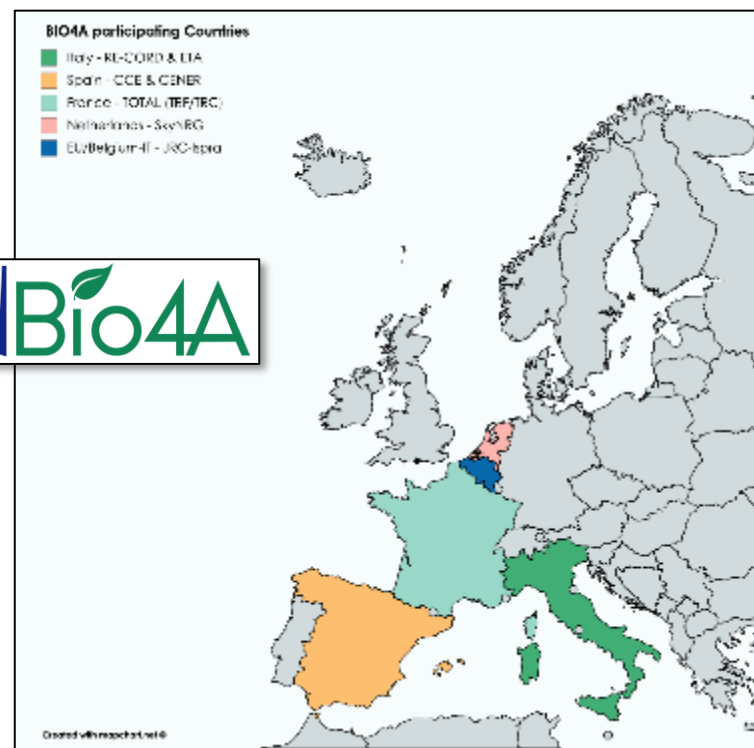 BIO4A participating Countries
Italy - RE-CORD & ETA
Spain - CCE & CENER
France - TOTAL (TRF/TRC)
Netherlands - SkyNRG
EU/Belgium-IT - JRC-Ispra
Bio4A
Created with mapchart.net ©